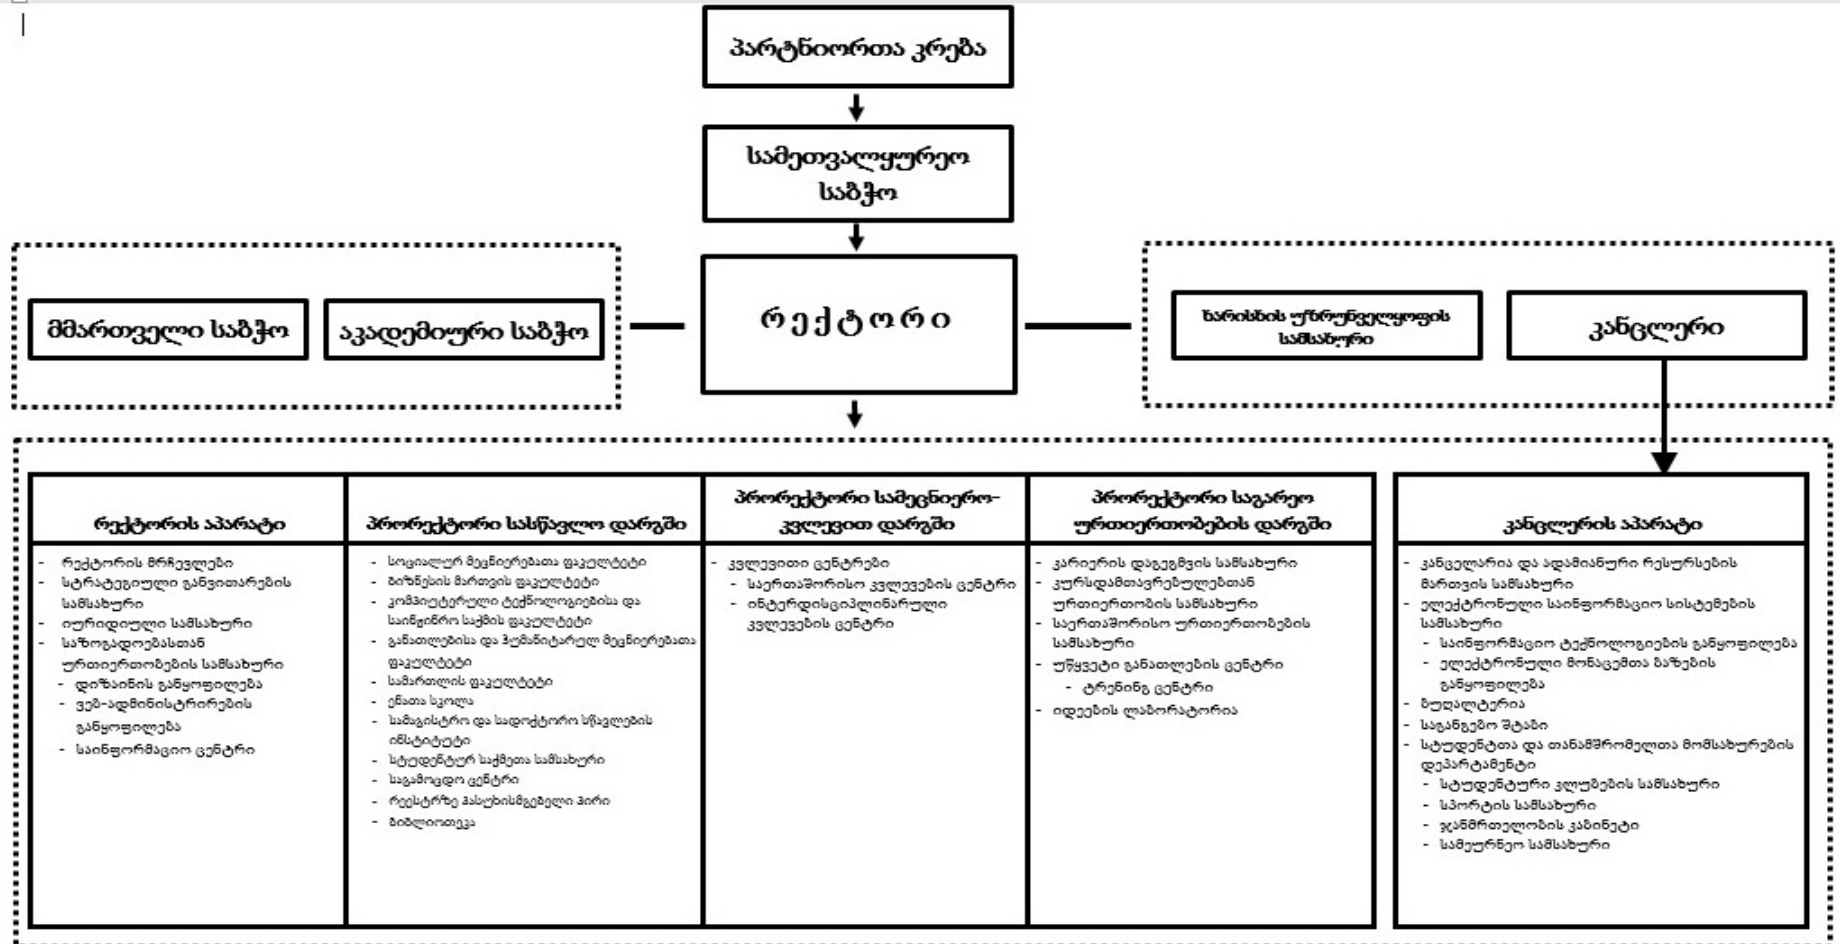 პარტნიორთა კრება
სამეთვალყურეო
საბჭო
მმართველი საბჭო
აკადემიური საბჭო
რექტორი
ხარისხის უზრუნველყოფის
სამსახური
კანცლერი
რექტორის აპარატი
- რექტორის მრჩევლები
- სტრატეგიული განვითარების
სამსახური
- იურიდიული სამსახური
- საზოგადოებასთან
ურთიერთობების სამსახური
- დიზაინის განყოფილება
- ვებ-ადმინისტრირების
განყოფილება
- საინფორმაციო ცენტრი
პრორექტორი სასწავლო დარგში
- სოციალურ მეცნიერებათა ფაკულტეტი
- ბიზნესის მართვის ფაკულტეტი
- კომპიუტერული ტექნოლოგიებისა და
საინჟინრო საქმის ფაკულტეტი
- განათლებისა და ჰუმანიტარულ მეცნიერებათა
ფაკულტეტი
- სამართლის ფაკულტეტი
- ენათა სკოლა
- სამაგისტრო და სადოქტორო სწავლების
ინსტიტუტი
- სტუდენტურ საქმეთა სამსახური
- საგამოცდო ცენტრი
- რეესტრზე პასუხისმგებელი პირი
- ბიბლიოთეკა
პრორექტორი სამეცნიერო-
კვლევით დარგში
- კვლევითი ცენტრები
- საერთაშორისო კვლევების ცენტრი
- ინტერდისციპლინარული
კვლევების ცენტრი
პრორექტორი საგარეო
ურთიერთობების დარგში
- კარიერის დაგეგმვის სამსახური
- კურსდამთავრებულებთან
ურთიერთობის სამსახური
- საერთაშორისო ურთიერთობების
სამსახური
- უწყვეტი განათლების ცენტრი
- ტრენინგ ცენტრი
- იდეების ლაბორატორია
კანცლერის აპარატი
- კანცელარია და ადამიანური რესურსების
მართვის სამსახური
- ელექტრონული საინფორმაციო სისტემების
სამსახური
- საინფორმაციო ტექნოლოგიების განყოფილება
- ელექტრონული მონაცემთა ბაზების
განყოფილება
- ბუღალტერია
- საგანგებო შტაბი
- სტუდენტთა და თანამშრომელთა მომსახურების
დეპარტამენტი
- სტუდენტური კლუბების სამსახური
- სპორტის სამსახური
- ჯანმრთელობის კაბინეტი
- სამეურნეო სამსახური